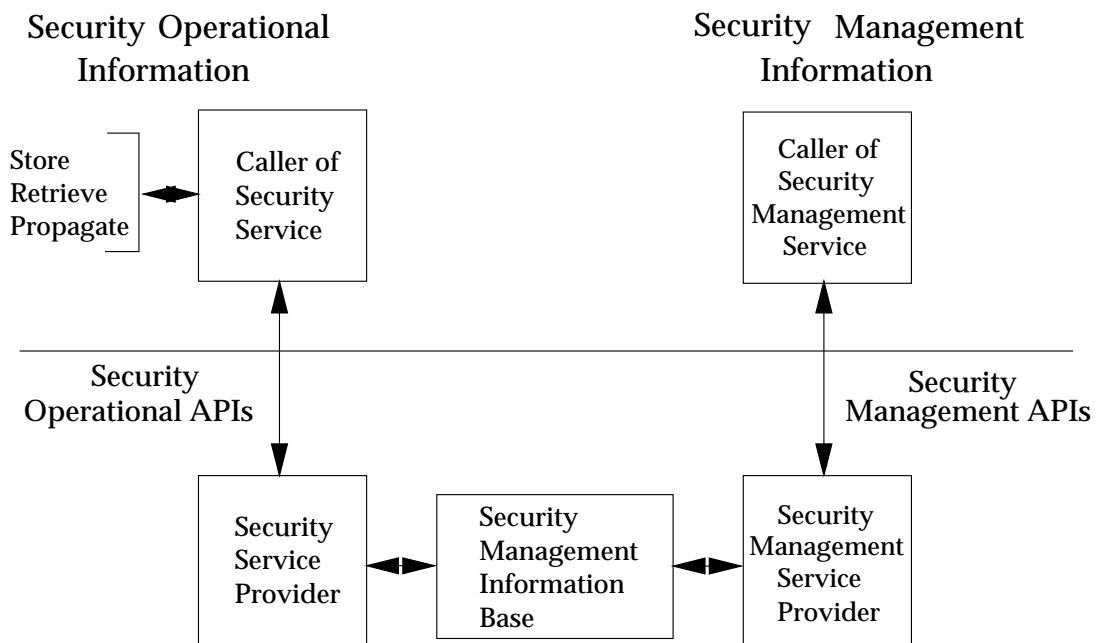 Security Operational
Information
Security Management
Information
Store
Retrieve
Propagate
Caller of
Security
Service
Caller of
Security
Management
Service
Security
Operational APIs
Security
Management APIs
Security
Service
Provider
Security
Management
Information
Base
Security
Management
Service
Provider